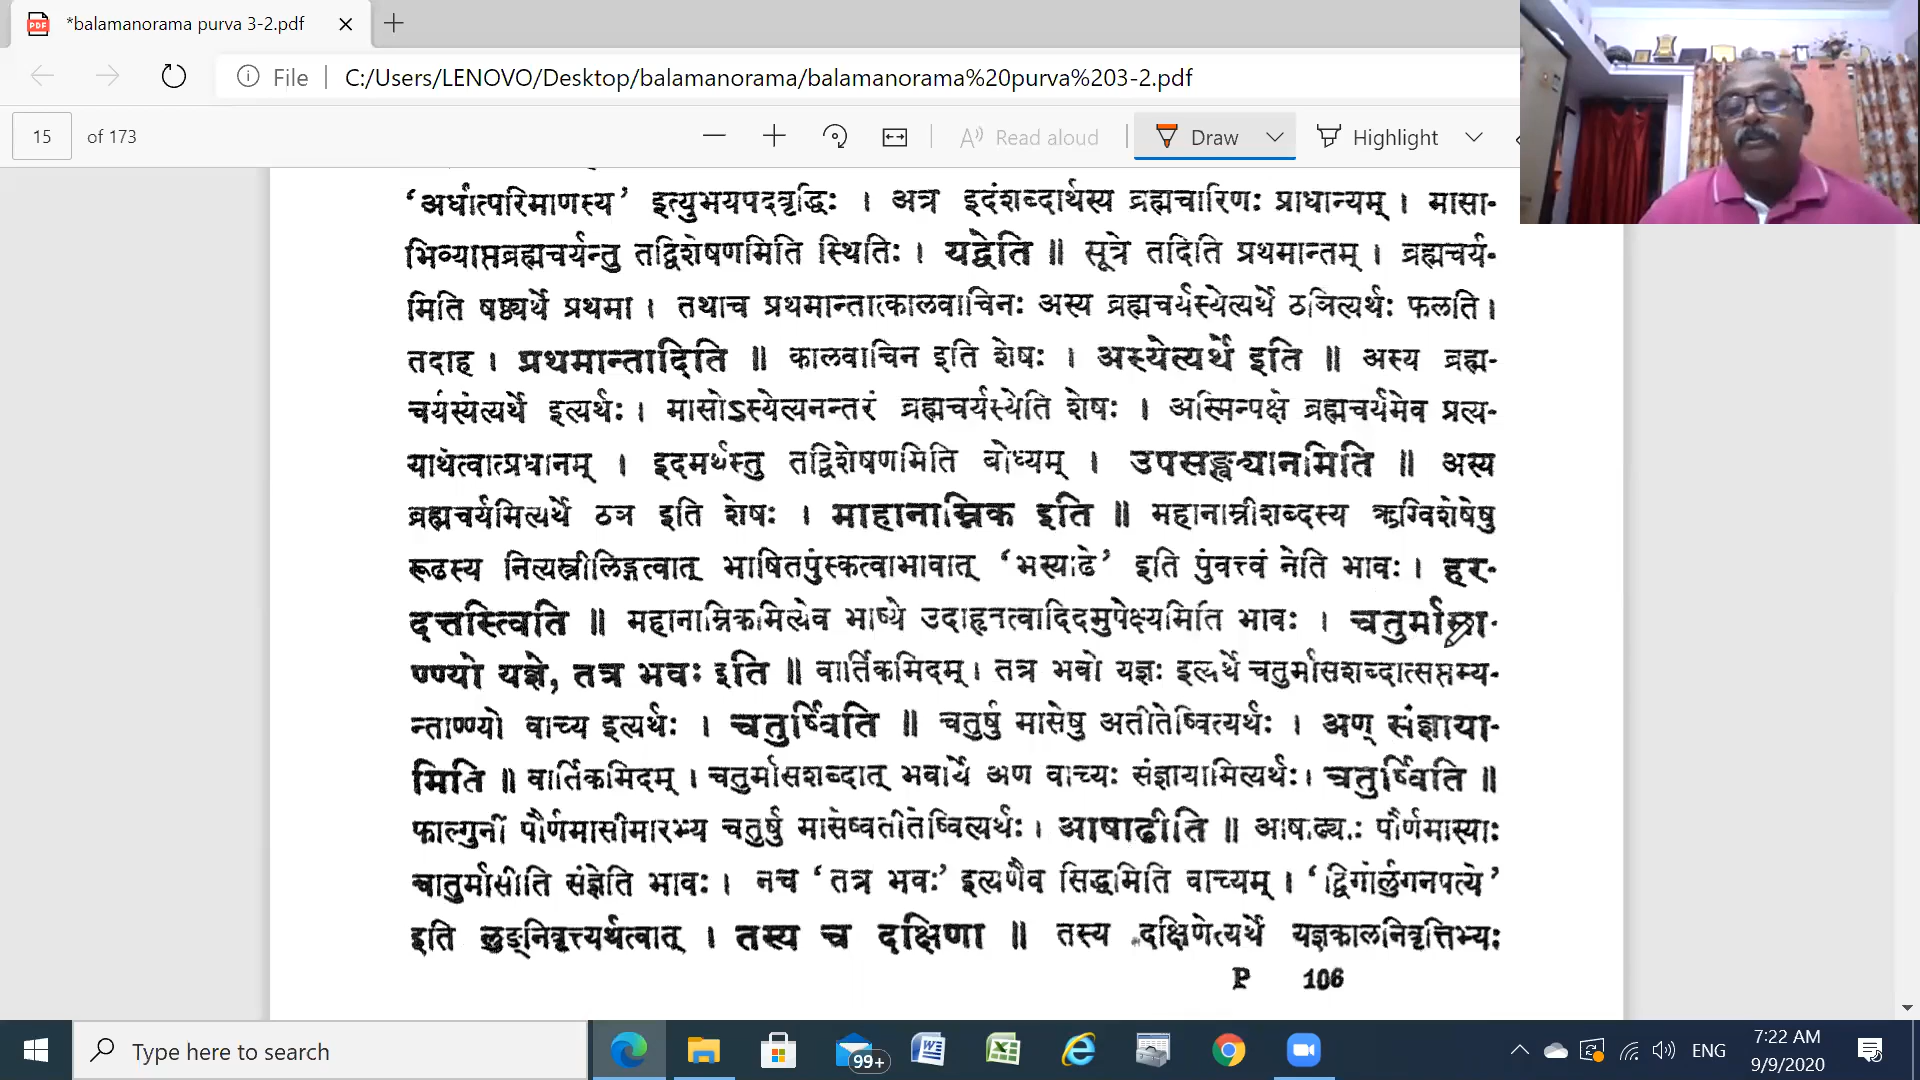 *balamanorama purva 3-2.pdf
File | C:/Users/LENOVO/Desktop/balamanorama/balamanorama%20purva%203-2.pdf
15 of 173 Read aloud Draw Highlight
‘अर्धात्परिमाणस्य’ इत्युभयपदवृद्धिः । अत्र इदंशब्दार्थस्य ब्रह्मचारिणः प्राधान्यम् । मासा-
भिव्याप्तब्रह्मचर्यन्तु तद्विशेषणमिति स्थितिः । यद्वेति ॥ सूत्रे तदिति प्रथमान्तम् । ब्रह्मचर्य-
मिति षष्ठ्यर्थे प्रथमा । तथाच प्रथमान्तात्कालवाचिनः अस्य ब्रह्मचर्यस्येत्यर्थे ठञित्यर्थः फलति ।
तदाह । प्रथमान्तादिति ॥ कालवाचिन इति शेषः । अस्येत्यर्थे इति ॥ अस्य ब्रह्म-
चर्यस्येत्यर्थे इत्यर्थः । मासोऽस्येत्यनन्तरं ब्रह्मचर्यस्येति शेषः । अस्मिन्पक्षे ब्रह्मचर्यमेव प्रत्य-
यार्थत्वात्प्रधानम् । इदमर्थस्तु तद्विशेषणमिति बोध्यम् । उपसङ्ख्यानमिति ॥ अस्य
ब्रह्मचर्यमित्यर्थे ठञ इति शेषः । माहानाम्निक इति ॥ महानाम्नीशब्दस्य ऋग्विशेषेषु
रूढस्य नित्यस्त्रीलिङ्गत्वात् भाषितपुंस्कत्वाभावात् ‘भस्याढे’ इति पुंवत्त्वं नेति भावः । हर-
दत्तस्त्विति ॥ महानाम्निकमित्येव भाष्ये उदाहृतत्वादिदमुपेक्ष्यमिति भावः । चतुर्मासा-
ण्ण्यो यज्ञे, तत्र भवः इति ॥ वार्तिकमिदम् । तत्र भवो यज्ञः इत्यर्थे चतुर्मासशब्दात्सप्तम्य-
न्ताण्ण्यो वाच्य इत्यर्थः । चतुर्ष्विति ॥ चतुर्षु मासेषु अतीतेष्वित्यर्थः । अण् संज्ञाया-
मिति ॥ वार्तिकमिदम् । चतुर्मासशब्दात् भवार्थे अण वाच्यः संज्ञायामित्यर्थः । चतुर्ष्विति ॥
फाल्गुनीं पौर्णमासीमारभ्य चतुर्षु मासेष्वतीतेष्वित्यर्थः । आषाढीति ॥ आषाढ्यः पौर्णमास्याः
चातुर्मासीति संज्ञेति भावः । नच ‘तत्र भवः’ इत्यणैव सिद्धमिति वाच्यम् । ‘द्विगोर्लुगनपत्ये’
इति लुङ्निवृत्त्यर्थत्वात् । तस्य च दक्षिणा ॥ तस्य दक्षिणेत्यर्थे यज्ञकालनिवृत्तिभ्यः
P 106
Type here to search 99+ ENG 7:22 AM
9/9/2020